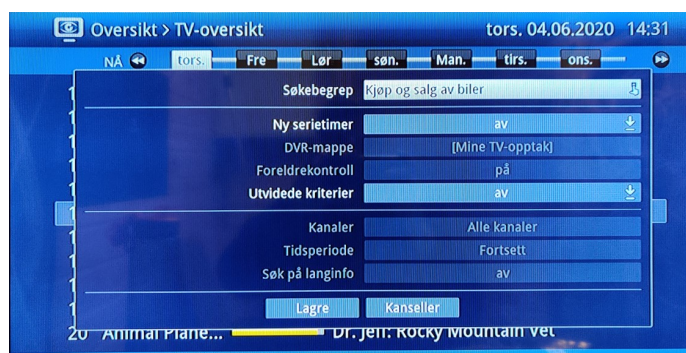 Oversikt > TV-oversikt tors. 04.06.2020 14:31
NÅ tors. Fre Lør søn. Man. tirs. ons.
Søkebegrep Kjøp og salg av biler
Ny serietimer av
DVR-mappe [Mine TV-opptak]
Foreldrekontroll på
Utvidede kriterier av
Kanaler Alle kanaler
Tidsperiode Fortsett
Søk på langinfo av
Lagre Kanseller
20 Animal Plane... Dr. Jeff: Rocky Mountain Vet